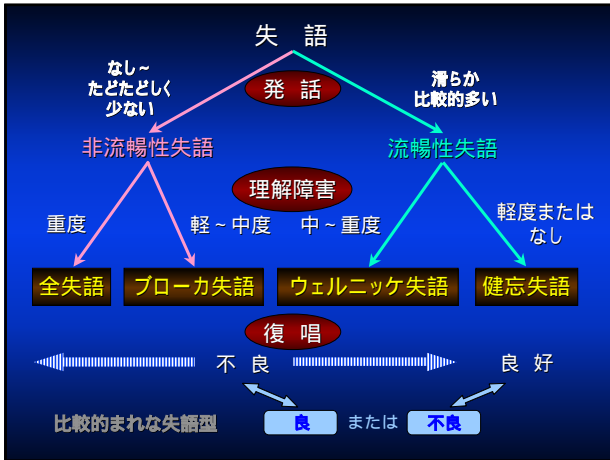 失 語
なし～
たどたどしく
少ない
発 話
滑らか
比較的多い
非流暢性失語
流暢性失語
理解障害
重度
軽～中度
中～重度
軽度または
なし
全失語
ブローカ失語
ウェルニッケ失語
健忘失語
復 唱
不 良
良 好
比較的まれな失語型
良
または
不良